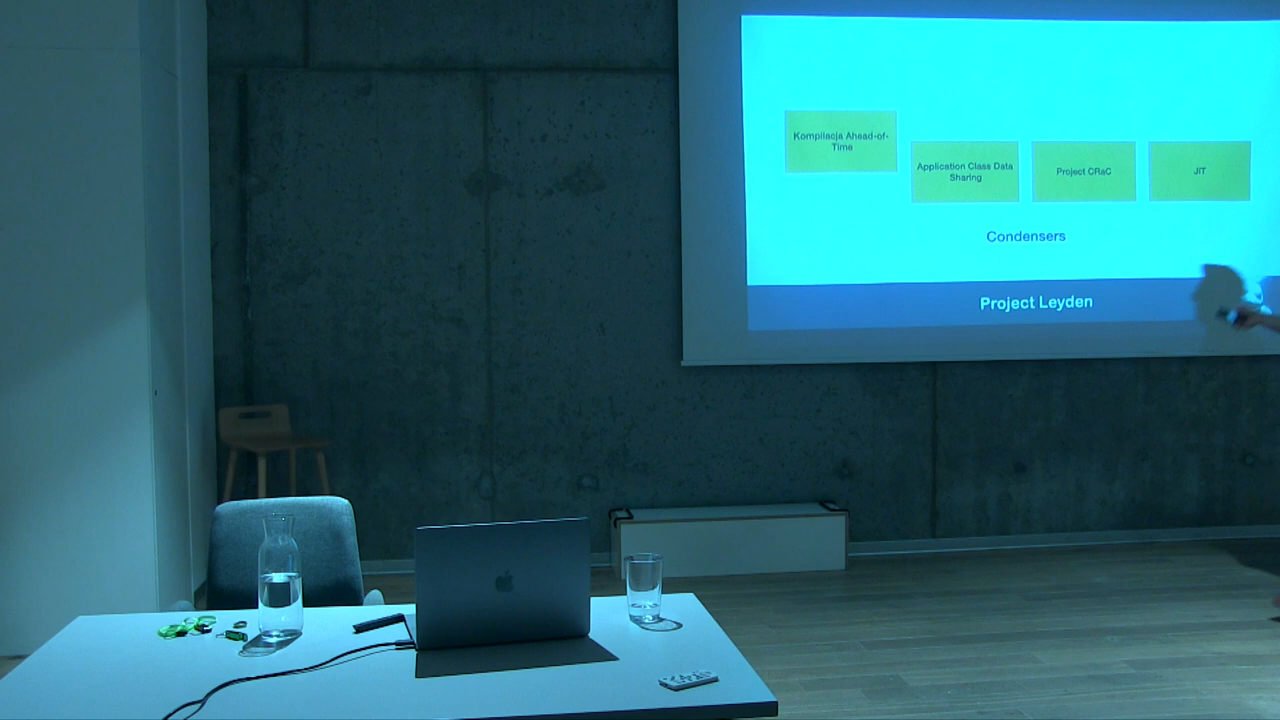 Kompilacja Ahead-of-
Time
Application Class Data
Sharing
Project CRaC
JIT
Condensers
Project Leyden